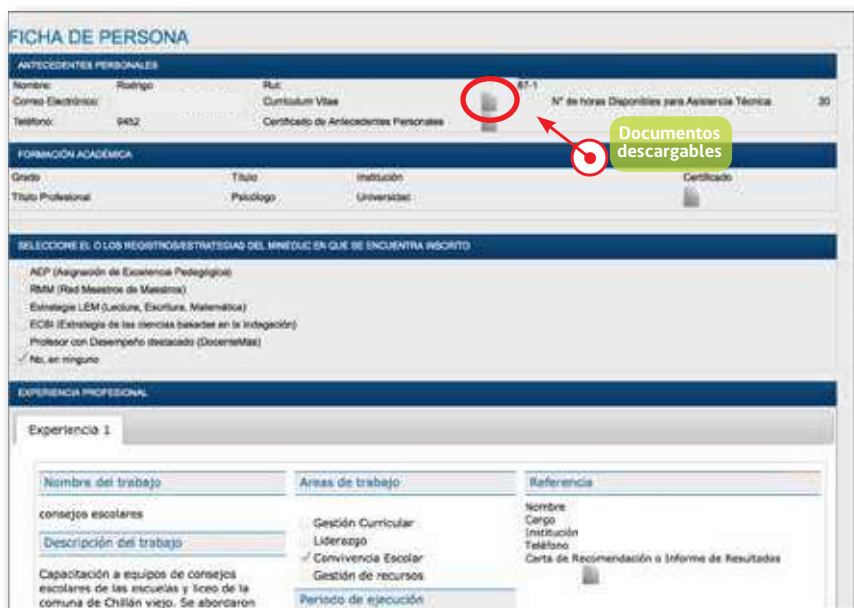 FICHA DE PERSONA
ANTECEDENTES PERSONALES
Nombre: Rodrigo Rut: 67-1
Correo Electrónico: Curriculum Vitae N° de horas Disponibles para Asistencia Técnica 30
Teléfono: 9452 Certificado de Antecedentes Personales
Documentos
descargables
FORMACIÓN ACADÉMICA
Grado Título Institución Certificado
Título Profesional Psicólogo Universidad
SELECCIONE EL O LOS REGISTROS/ESTRATEGIAS DEL MINEDUC EN QUE SE ENCUENTRA INSCRITO
AEP (Asignación de Excelencia Pedagógica)
RMM (Red Maestros de Maestros)
Estrategia LEM (Lectura, Escritura, Matemática)
ECBI (Estrategia de las ciencias basadas en la indagación)
Profesor con Desempeño destacado (DocenteMas)
No, en ninguno
EXPERIENCIA PROFESIONAL
Experiencia 1
Nombre del trabajo
consejos escolares
Descripción del trabajo
Capacitación a equipos de consejos
escolares de las escuelas y liceo de la
comuna de Chillán viejo. Se abordaron
Areas de trabajo
Gestión Curricular
Liderazgo
Convivencia Escolar
Gestión de recursos
Periodo de ejecución
Referencia
Nombre
Cargo
Institución
Teléfono
Carta de Recomendación o Informe de Resultados